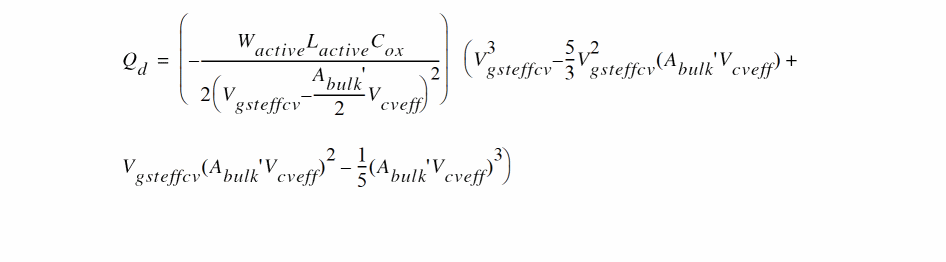 Q_d = ( − (W_active L_active C_ox) / (2(V_gsteffcv − (A_bulk' / 2) V_cveff)^2) ) (V_gsteffcv^3 − (5/3) V_gsteffcv^2 (A_bulk' V_cveff) +
V_gsteffcv (A_bulk' V_cveff)^2 − (1/5) (A_bulk' V_cveff)^3)